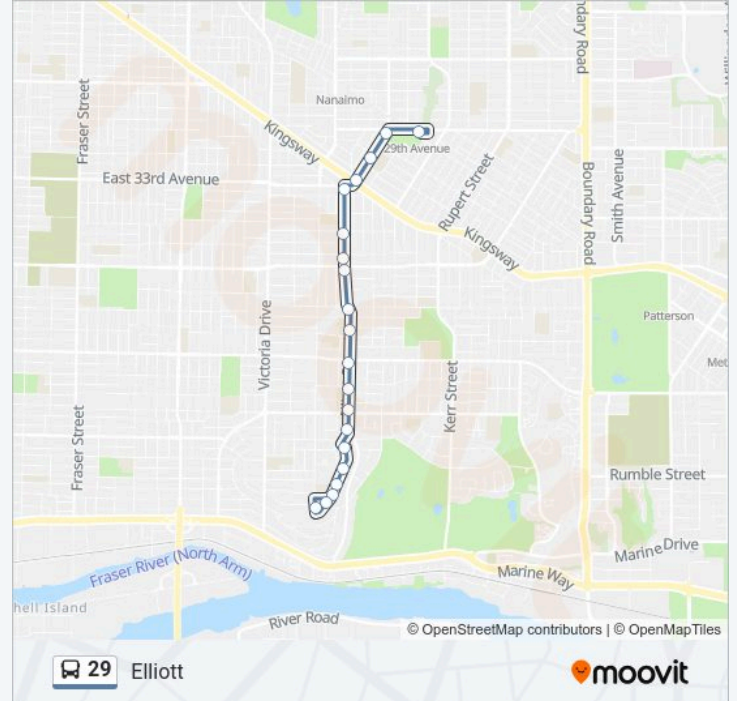 ndary Road
Fraser Street
Nanaimo
Kingsway
29th Avenue
East 33rd Avenue
Rupert Street
Boundary Road
Smith Avenue
Kingsway
Victoria Drive
Patterson
Met
Kerr Street
Fraser Street
Rumble Street
Marine Drive
Fraser River (North Arm)
Marine Way
hell Island
River Road
© OpenStreetMap contributors | © OpenMapTiles
29 Elliott
moovit